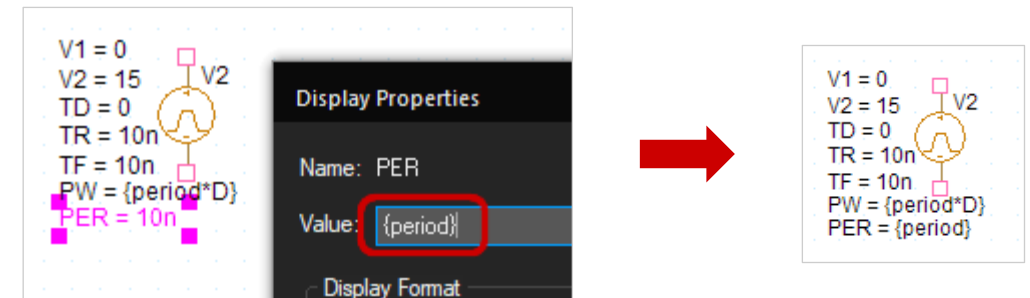 V1 = 0
V2 = 15
V2
TD = 0
TR = 10n
TF = 10n
PW = {period*D}
PER = 10n
Display Properties
Name: PER
Value: {period}
Display Format
V1 = 0
V2 = 15
V2
TD = 0
TR = 10n
TF = 10n
PW = {period*D}
PER = {period}